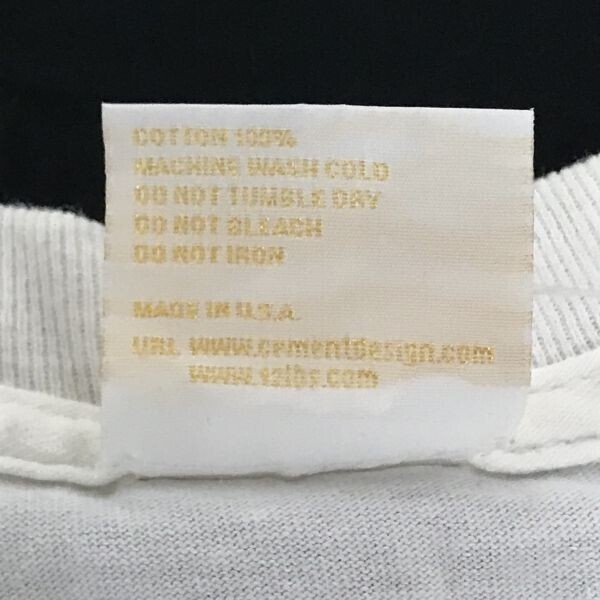 COTTON 100%
MACHINE WASH COLD
DO NOT TUMBLE DRY
DO NOT BLEACH
DO NOT IRON
MADE IN U.S.A.
URL www.cementdesign.com
www.92lbs.com